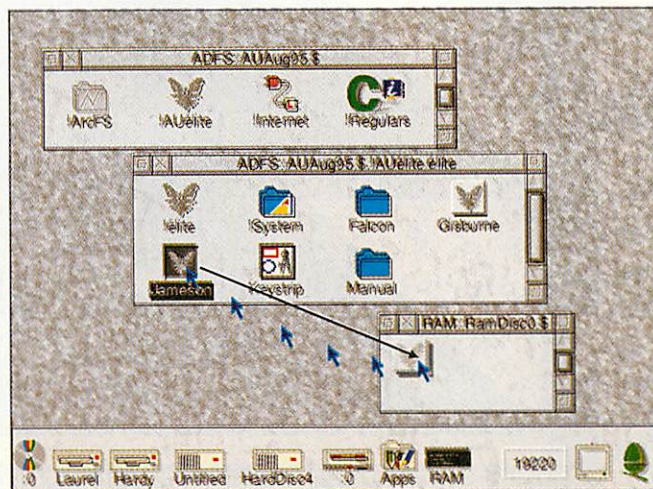 ADFS::AUAug95.$
!ArcFS !AUelite !Internet !Regulars
ADFS::AUAug95.$.!AUelite.elite
!elite !System Falcon Gisburne
Jameson Keystrip Manual
RAM::RamDisc0.$
:0 Laurel Hardy Untitled HardDisc4 :0 Apps RAM 19220